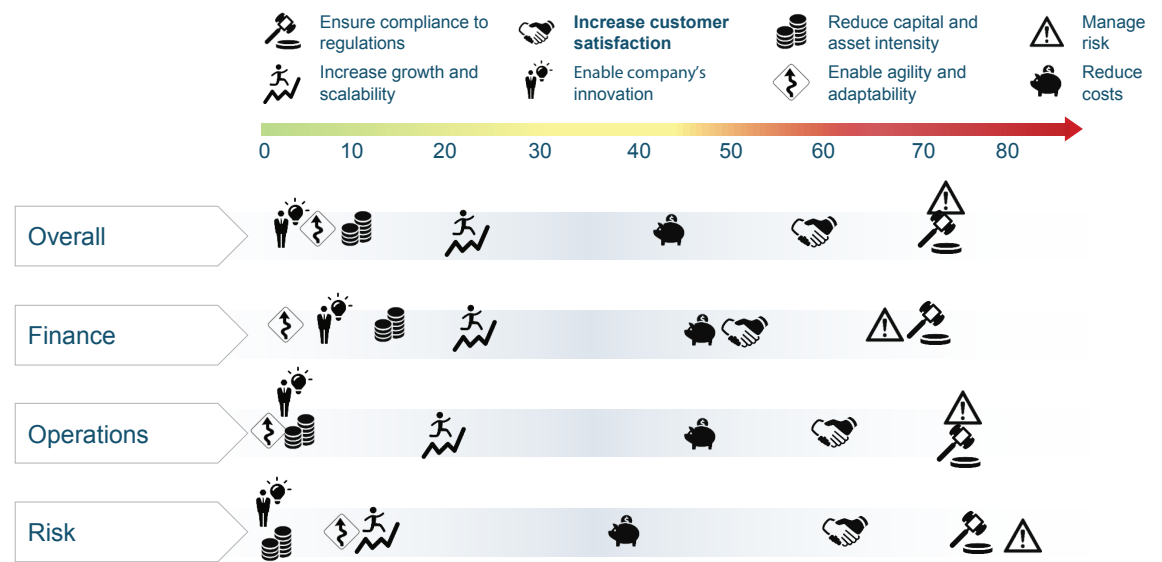 Ensure compliance to
regulations
Increase customer
satisfaction
Reduce capital and
asset intensity
Manage
risk
Increase growth and
scalability
Enable company's
innovation
Enable agility and
adaptability
Reduce
costs
0 10 20 30 40 50 60 70 80
Overall
Finance
Operations
Risk